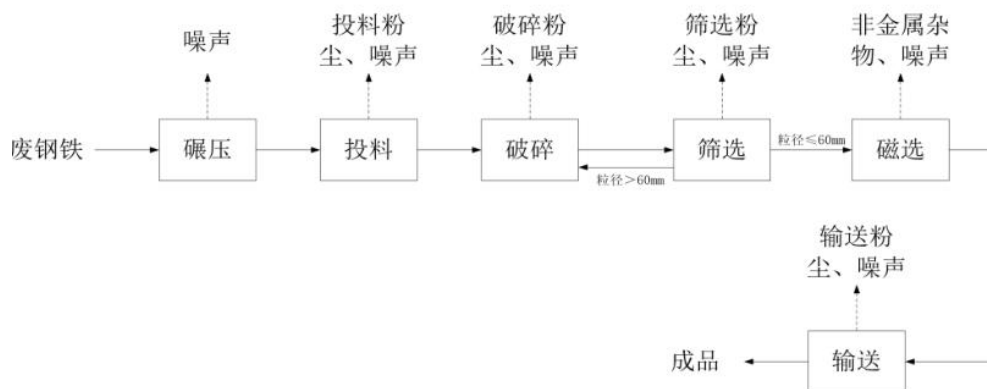 噪声
投料粉
尘、噪声
破碎粉
尘、噪声
筛选粉
尘、噪声
非金属杂
物、噪声
废钢铁
碾压
投料
破碎
筛选
粒径≤60mm
磁选
粒径＞60mm
输送粉
尘、噪声
成品
输送